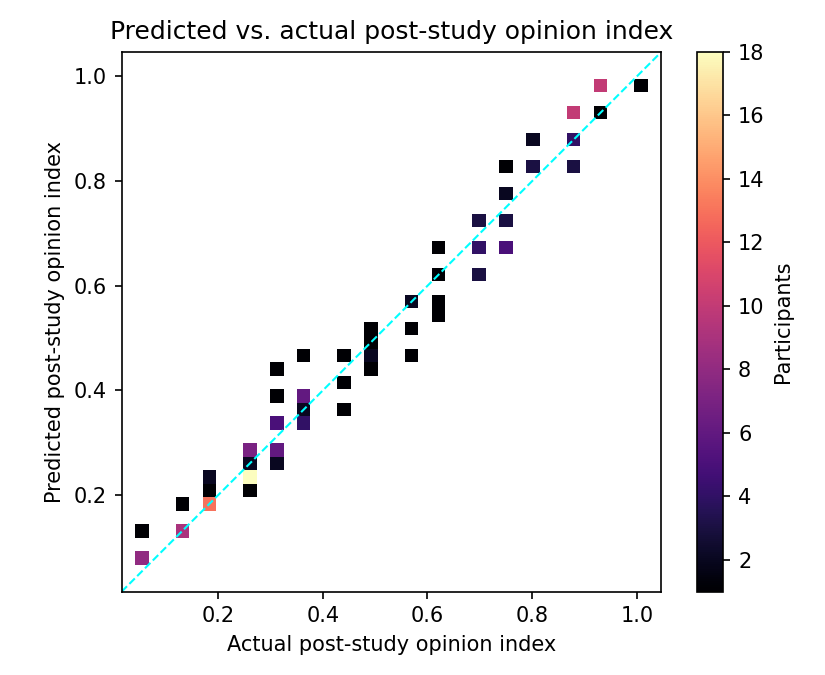 Predicted vs. actual post-study opinion index
Predicted post-study opinion index
1.0
0.8
0.6
0.4
0.2
0.2 0.4 0.6 0.8 1.0
Actual post-study opinion index
18
16
14
12
10
8
6
4
2
Participants